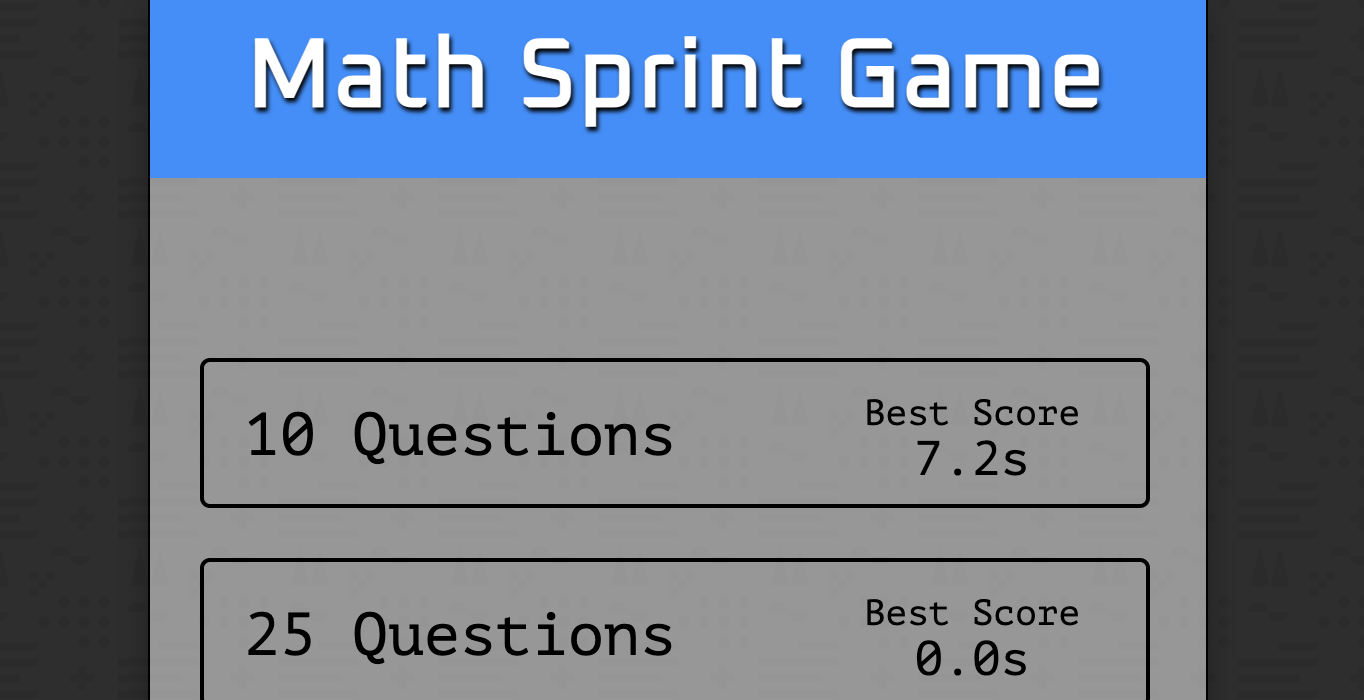 Math Sprint Game
10 Questions
Best Score
7.2s
25 Questions
Best Score
0.0s